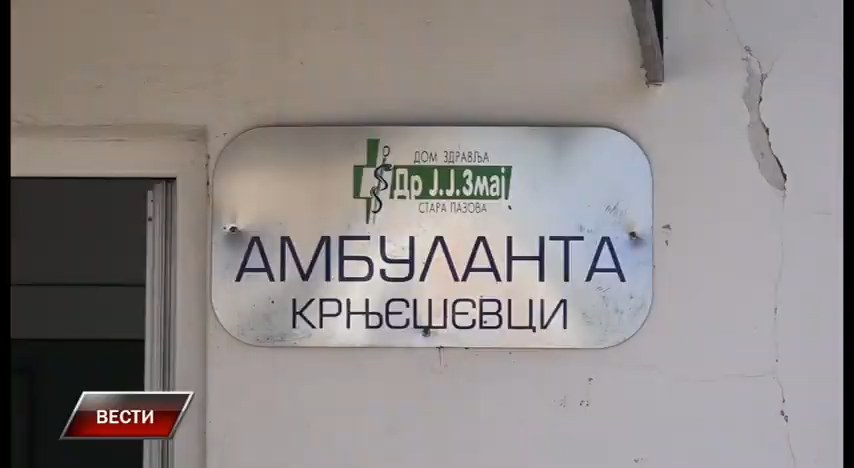 ДОМ ЗДРАВЉА
Др Ј.Ј.Змај
СТАРА ПАЗОВА
АМБУЛАНТА
КРЊЕШЕВЦИ
ВЕСТИ